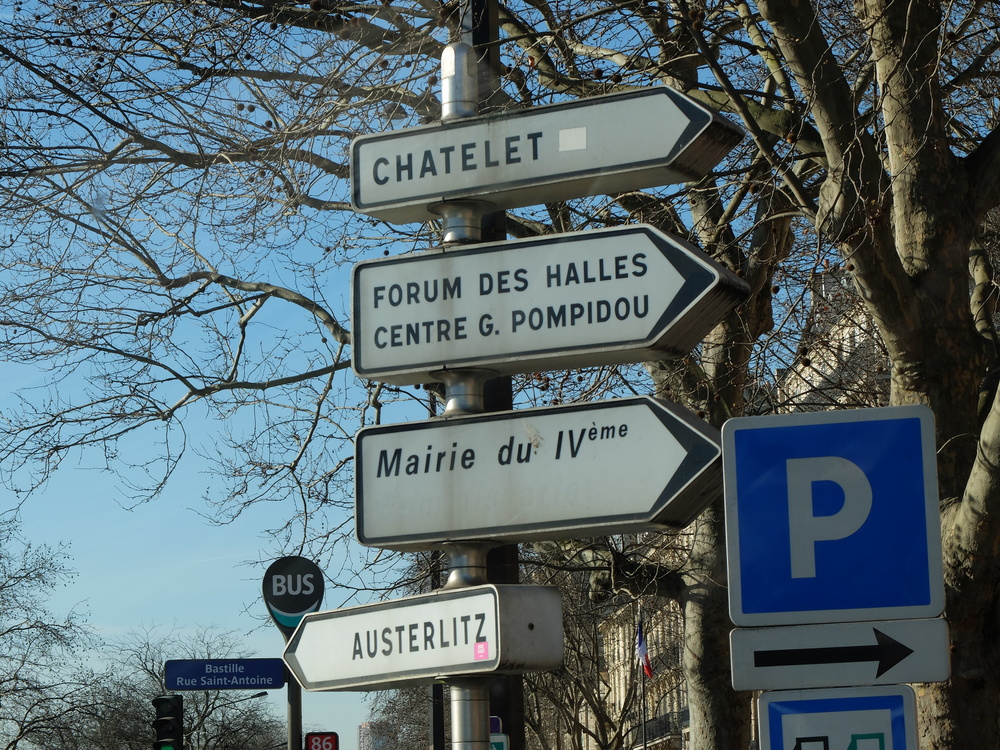 CHATELET
FORUM DES HALLES
CENTRE G. POMPIDOU
Mairie du IVème
P
BUS
AUSTERLITZ
Bastille
Rue Saint-Antoine
86